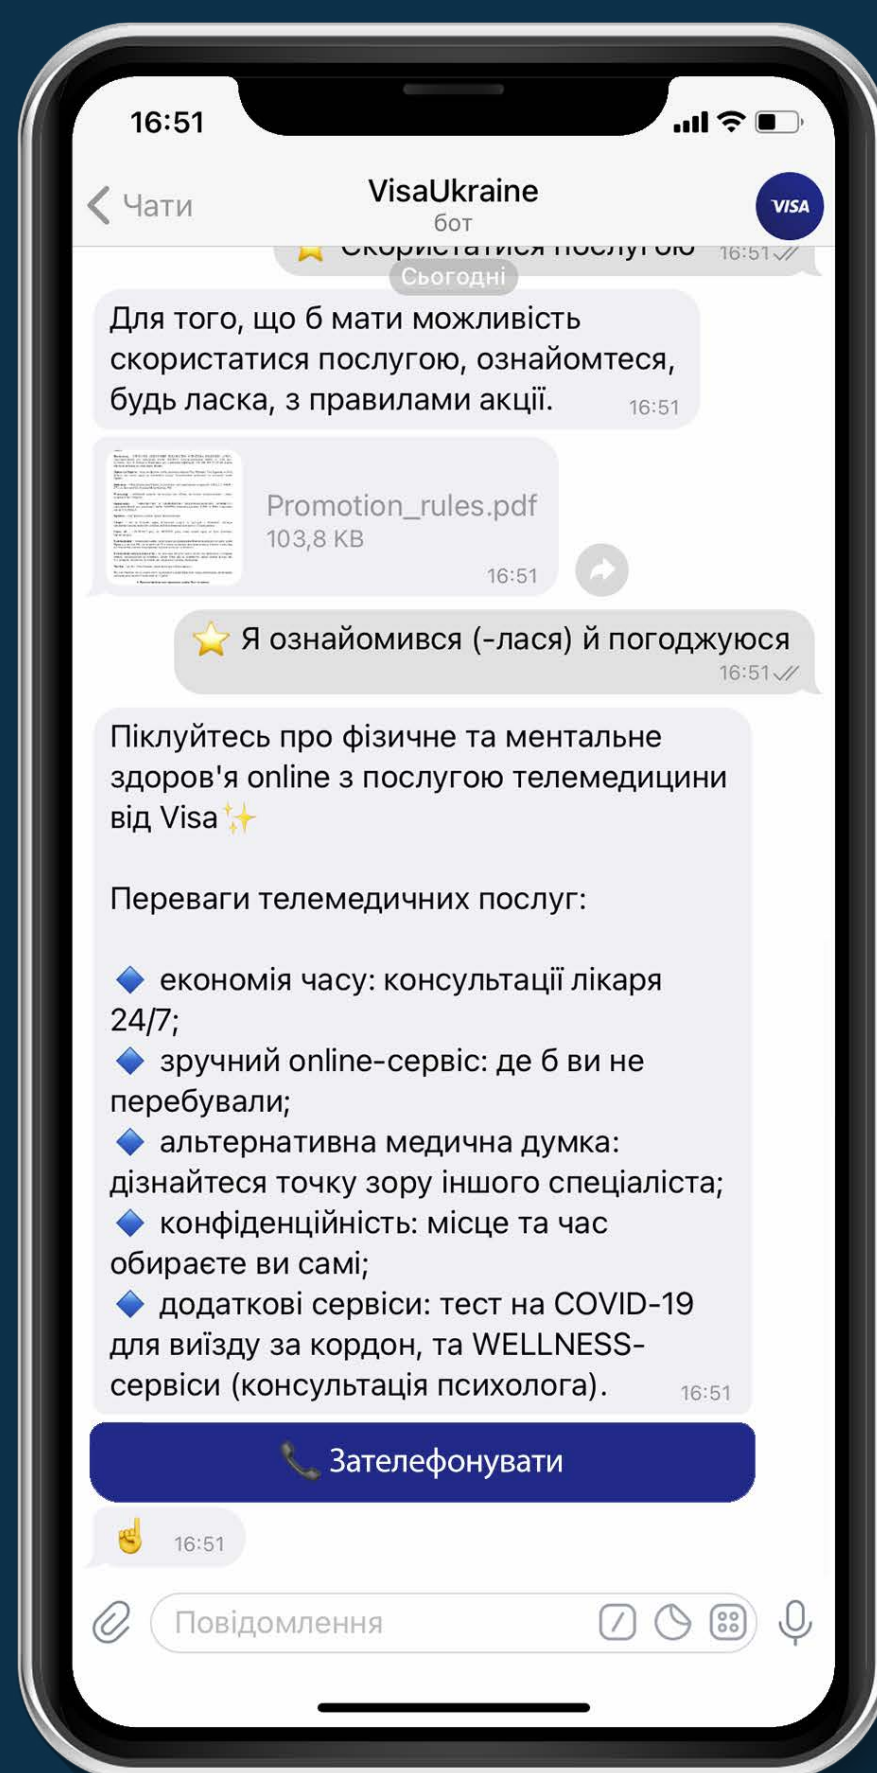 16:51
Чати
VisaUkraine
бот
VISA
Скористатися послугою 16:51
Сьогодні
Для того, що б мати можливість
скористатися послугою, ознайомтеся,
будь ласка, з правилами акції. 16:51
Promotion_rules.pdf
103,8 KB
16:51
Я ознайомився (-лася) й погоджуюся
16:51
Піклуйтесь про фізичне та ментальне
здоров'я online з послугою телемедицини
від Visa
Переваги телемедичних послуг:
економія часу: консультації лікаря
24/7;
зручний online-сервіс: де б ви не
перебували;
альтернативна медична думка:
дізнайтеся точку зору іншого спеціаліста;
конфіденційність: місце та час
обираєте ви самі;
додаткові сервіси: тест на COVID-19
для виїзду за кордон, та WELLNESS-
сервіси (консультація психолога). 16:51
Зателефонувати
16:51
Повідомлення